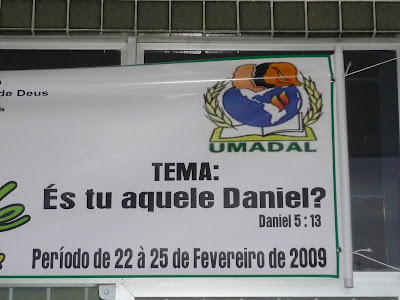 de Deus
UMADAL
TEMA:
És tu aquele Daniel?
Daniel 5 : 13
Período de 22 à 25 de Fevereiro de 2009